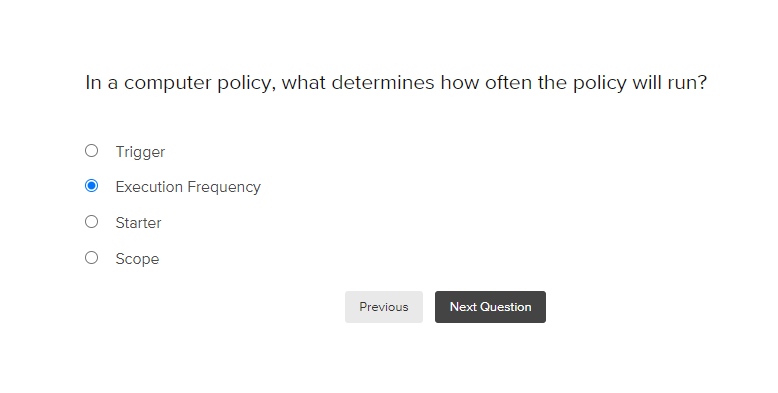 In a computer policy, what determines how often the policy will run?
Trigger
Execution Frequency
Starter
Scope
Previous
Next Question